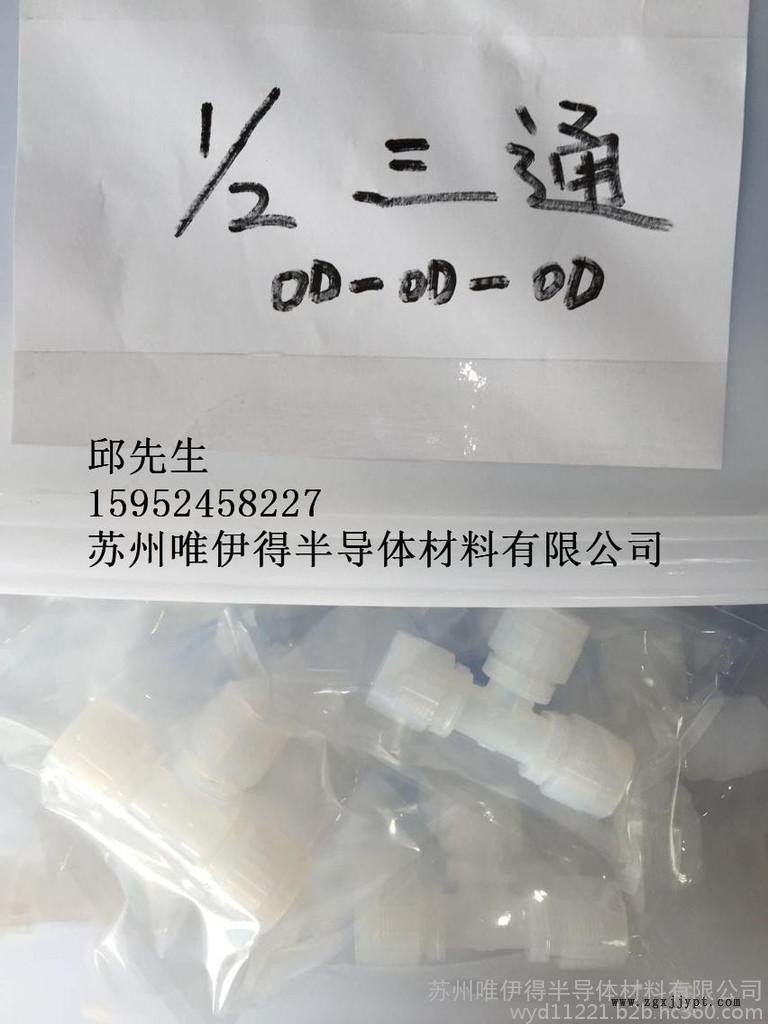 1/2 三通
OD-OD-OD
邱先生
15952458227
苏州唯伊得半导体材料有限公司
苏州唯伊得半导体材料有限公司
www.zgxjjypt.com
wyd11221.b2b.hc360.com